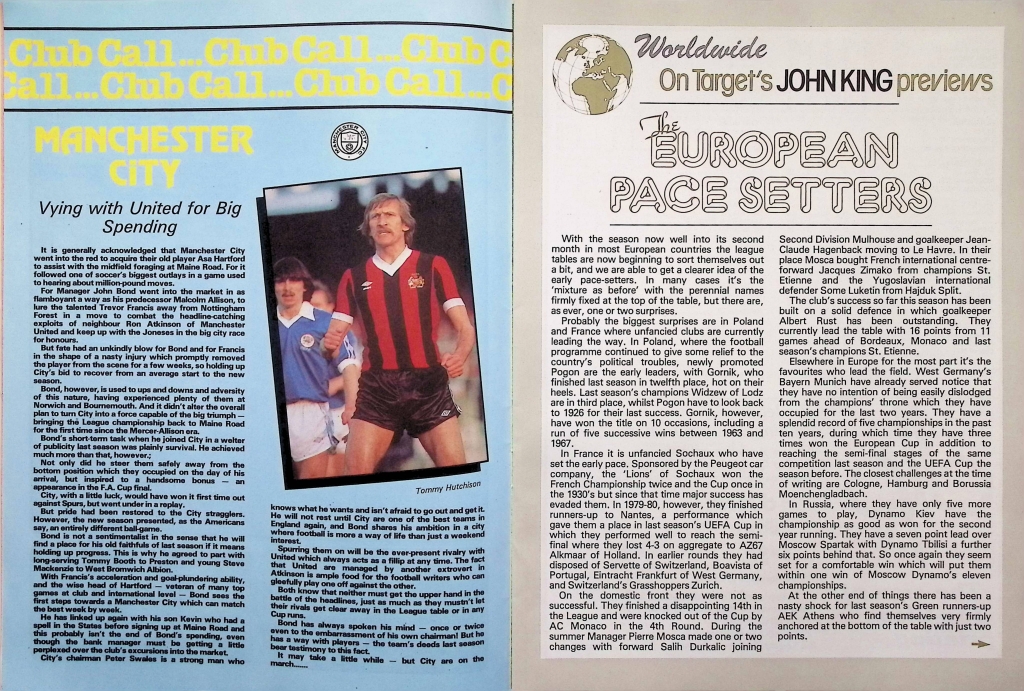 Club Call....Club Call....Club C
Call...Club Call...Club Call...C
MANCHESTER
CITY
MANCHESTER CITY F.C.
Vying with United for Big
Spending
It is generally acknowledged that Manchester City
went into the red to acquire their old player Asa Hartford
to assist with the midfield foraging at Maine Road. For it
followed one of soccer's biggest outlays in a game used
to hearing about million-pound moves.
For Manager John Bond went into the market in as
flamboyant a way as his predecessor Malcolm Allison, to
lure the talented Trevor Francis away from Nottingham
Forest in a move to combat the headline-catching
exploits of neighbour Ron Atkinson of Manchester
United and keep up with the Joneses in the big city race
for honours.
But fate had an unkindly blow for Bond and for Francis
in the shape of a nasty injury which promptly removed
the player from the scene for a few weeks, so holding up
City's bid to recover from an average start to the new
season.
Bond, however, is used to ups and downs and adversity
of this nature, having experienced plenty of them at
Norwich and Bournemouth. And it didn't alter the overall
plan to turn City into a force capable of the big triumph —
bringing the League championship back to Maine Road
for the first time since the Mercer-Allison era.
Bond's short-term task when he joined City in a welter
of publicity last season was plainly survival. He achieved
much more than that, however.;
Not only did he steer them safely away from the
bottom position which they occupied on the day of his
arrival, but inspired to a handsome bonus — an
appearance in the F.A. Cup final.
City, with a little luck, would have won it first time out
against Spurs, but went under in a replay.
But pride had been restored to the City stragglers.
However, the new season presented, as the Americans
say, an entirely different ball-game.
Bond is not a sentimentalist in the sense that he will
find a place for his old faithfuls of last season if it means
holding up progress. This is why he agreed to part with
long-serving Tommy Booth to Preston and young Steve
Mackenzie to West Bromwich Albion.
With Francis's acceleration and goal-plundering ability,
and the wise head of Hartford — veteran of many top
games at club and international level — Bond sees the
first steps towards a Manchester City which can match
the best week by week.
He has linked up again with his son Kevin who had a
spell in the States before signing up at Maine Road and
this probably isn't the end of Bond's spending, even
though the bank manager must be getting a little
perplexed over the club's excursions into the market.
City's chairman Peter Swales is a strong man who
Tommy Hutchison
knows what he wants and isn't afraid to go out and get it.
He will not rest until City are one of the best teams in
England again, and Bond shares his ambition in a city
where football is more a way of life than just a weekend
interest.
Spurring them on will be the ever-present rivalry with
United which always acts as a fillip at any time. The fact
that United are managed by another extrovert in
Atkinson is ample food for the football writers who can
gleefully play one off against the other.
Both know that neither must get the upper hand in the
battle of the headlines, just as much as they mustn't let
their rivals get clear away in the League table or in any
Cup runs.
Bond has always spoken his mind — once or twice
even to the embarrassment of his own chairman! But he
has a way with players — the team's deeds last season
bear testimony to this fact.
It may take a little while — but City are on the
march.......
Worldwide
On Target's JOHN KING previews
The
EUROPEAN
PACE SETTERS
With the season now well into its second
month in most European countries the league
tables are now beginning to sort themselves out
a bit, and we are able to get a clearer idea of the
early pace-setters. In many cases it's the
'mixture as before' with the perennial names
firmly fixed at the top of the table, but there are,
as ever, one or two surprises.
Probably the biggest surprises are in Poland
and France where unfancied clubs are currently
leading the way. In Poland, where the football
programme continued to give some relief to the
country's political troubles, newly promoted
Pogon are the early leaders, with Gornik, who
finished last season in twelfth place, hot on their
heels. Last season's champions Widzew of Lodz
are in third place, whilst Pogon have to look back
to 1926 for their last success. Gornik, however,
have won the title on 10 occasions, including a
run of five successive wins between 1963 and
1967.
In France it is unfancied Sochaux who have
set the early pace. Sponsored by the Peugeot car
company, the 'Lions' of Sochaux won the
French Championship twice and the Cup once in
the 1930's but since that time major success has
evaded them. In 1979-80, however, they finished
runners-up to Nantes, a performance which
gave them a place in last season's UEFA Cup in
which they performed well to reach the semi-
final where they lost 4-3 on aggregate to AZ67
Alkmar of Holland. In earlier rounds they had
disposed of Servette of Switzerland, Boavista of
Portugal, Eintracht Frankfurt of West Germany,
and Switzerland's Grasshoppers Zurich.
On the domestic front they were not as
successful. They finished a disappointing 14th in
the League and were knocked out of the Cup by
AC Monaco in the 4th Round. During the
summer Manager Pierre Mosca made one or two
changes with forward Salih Durkalic joining
Second Division Mulhouse and goalkeeper Jean-
Claude Hagenback moving to Le Havre. In their
place Mosca bought French international centre-
forward Jacques Zimako from champions St.
Etienne and the Yugoslavian international
defender Some Luketin from Hajduk Split.
The club's success so far this season has been
built on a solid defence in which goalkeeper
Albert Rust has been outstanding. They
currently lead the table with 16 points from 11
games ahead of Bordeaux, Monaco and last
season's champions St. Etienne.
Elsewhere in Europe for the most part it's the
favourites who lead the field. West Germany's
Bayern Munich have already served notice that
they have no intention of being easily dislodged
from the champions' throne which they have
occupied for the last two years. They have a
splendid record of five championships in the past
ten years, during which time they have three
times won the European Cup in addition to
reaching the semi-final stages of the same
competition last season and the UEFA Cup the
season before. The closest challenges at the time
of writing are Cologne, Hamburg and Borussia
Moenchengladbach.
In Russia, where they have only five more
games to play, Dynamo Kiev have the
championship as good as won for the second
year running. They have a seven point lead over
Moscow Spartak with Dynamo Tbilisi a further
six points behind that. So once again they seem
set for a comfortable win which will put them
within one win of Moscow Dynamo's eleven
championships.
At the other end of things there has been a
nasty shock for last season's Green runners-up
AEK Athens who find themselves very firmly
anchored at the bottom of the table with just two
points.